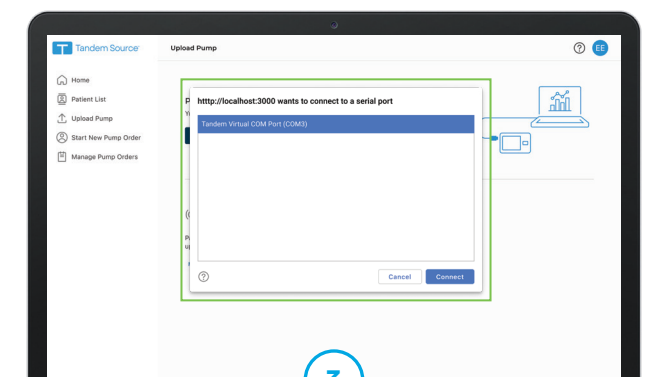 Tandem Source
Upload Pump
EE
Home
Patient List
Upload Pump
Start New Pump Order
Manage Pump Orders
htttp://localhost:3000 wants to connect to a serial port
Tandem Virtual COM Port (COM3)
Cancel
Connect